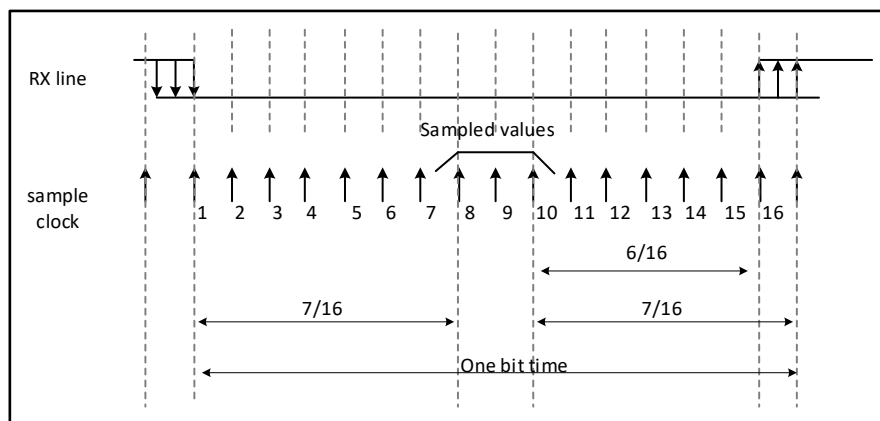 RX line
Sampled values
sample
clock
1 2 3 4 5 6 7 8 9 10 11 12 13 14 15 16
6/16
7/16 7/16
One bit time